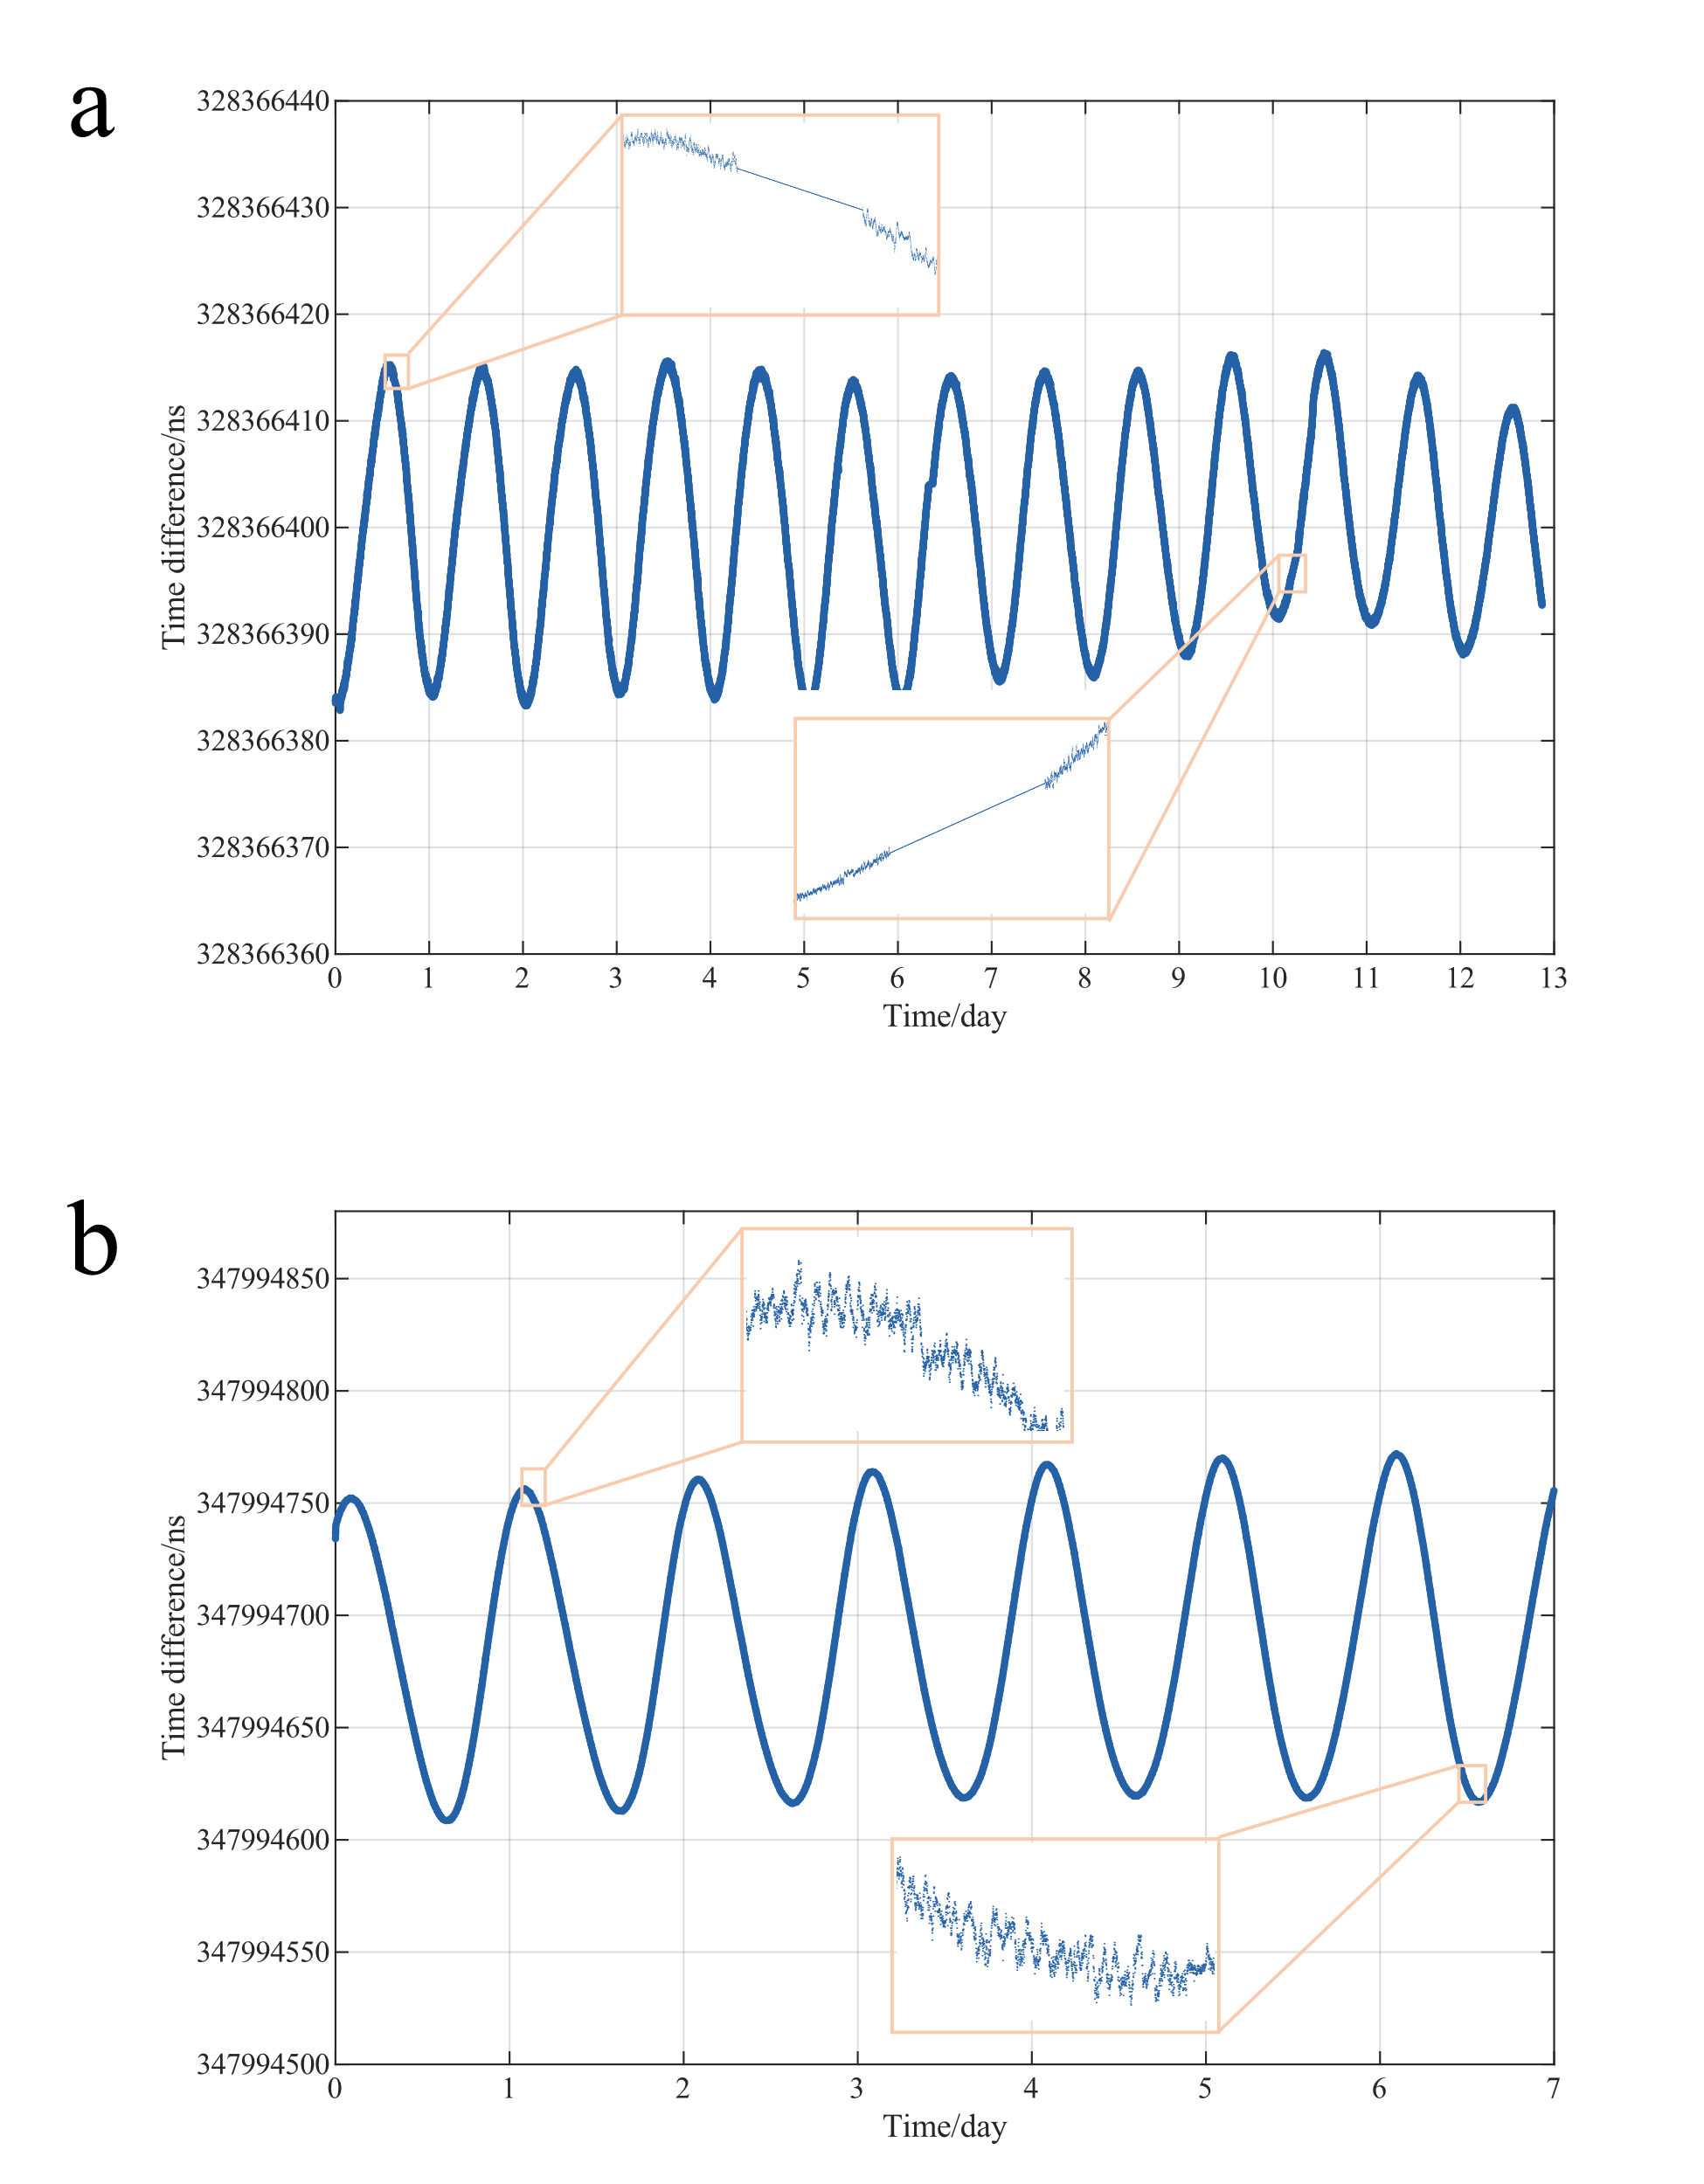 a
328366440
328366430
328366420
328366410
328366400
328366390
328366380
328366370
328366360
Time difference/ns
0 1 2 3 4 5 6 7 8 9 10 11 12 13
Time/day
b
347994850
347994800
347994750
347994700
347994650
347994600
347994550
347994500
Time difference/ns
0 1 2 3 4 5 6 7
Time/day